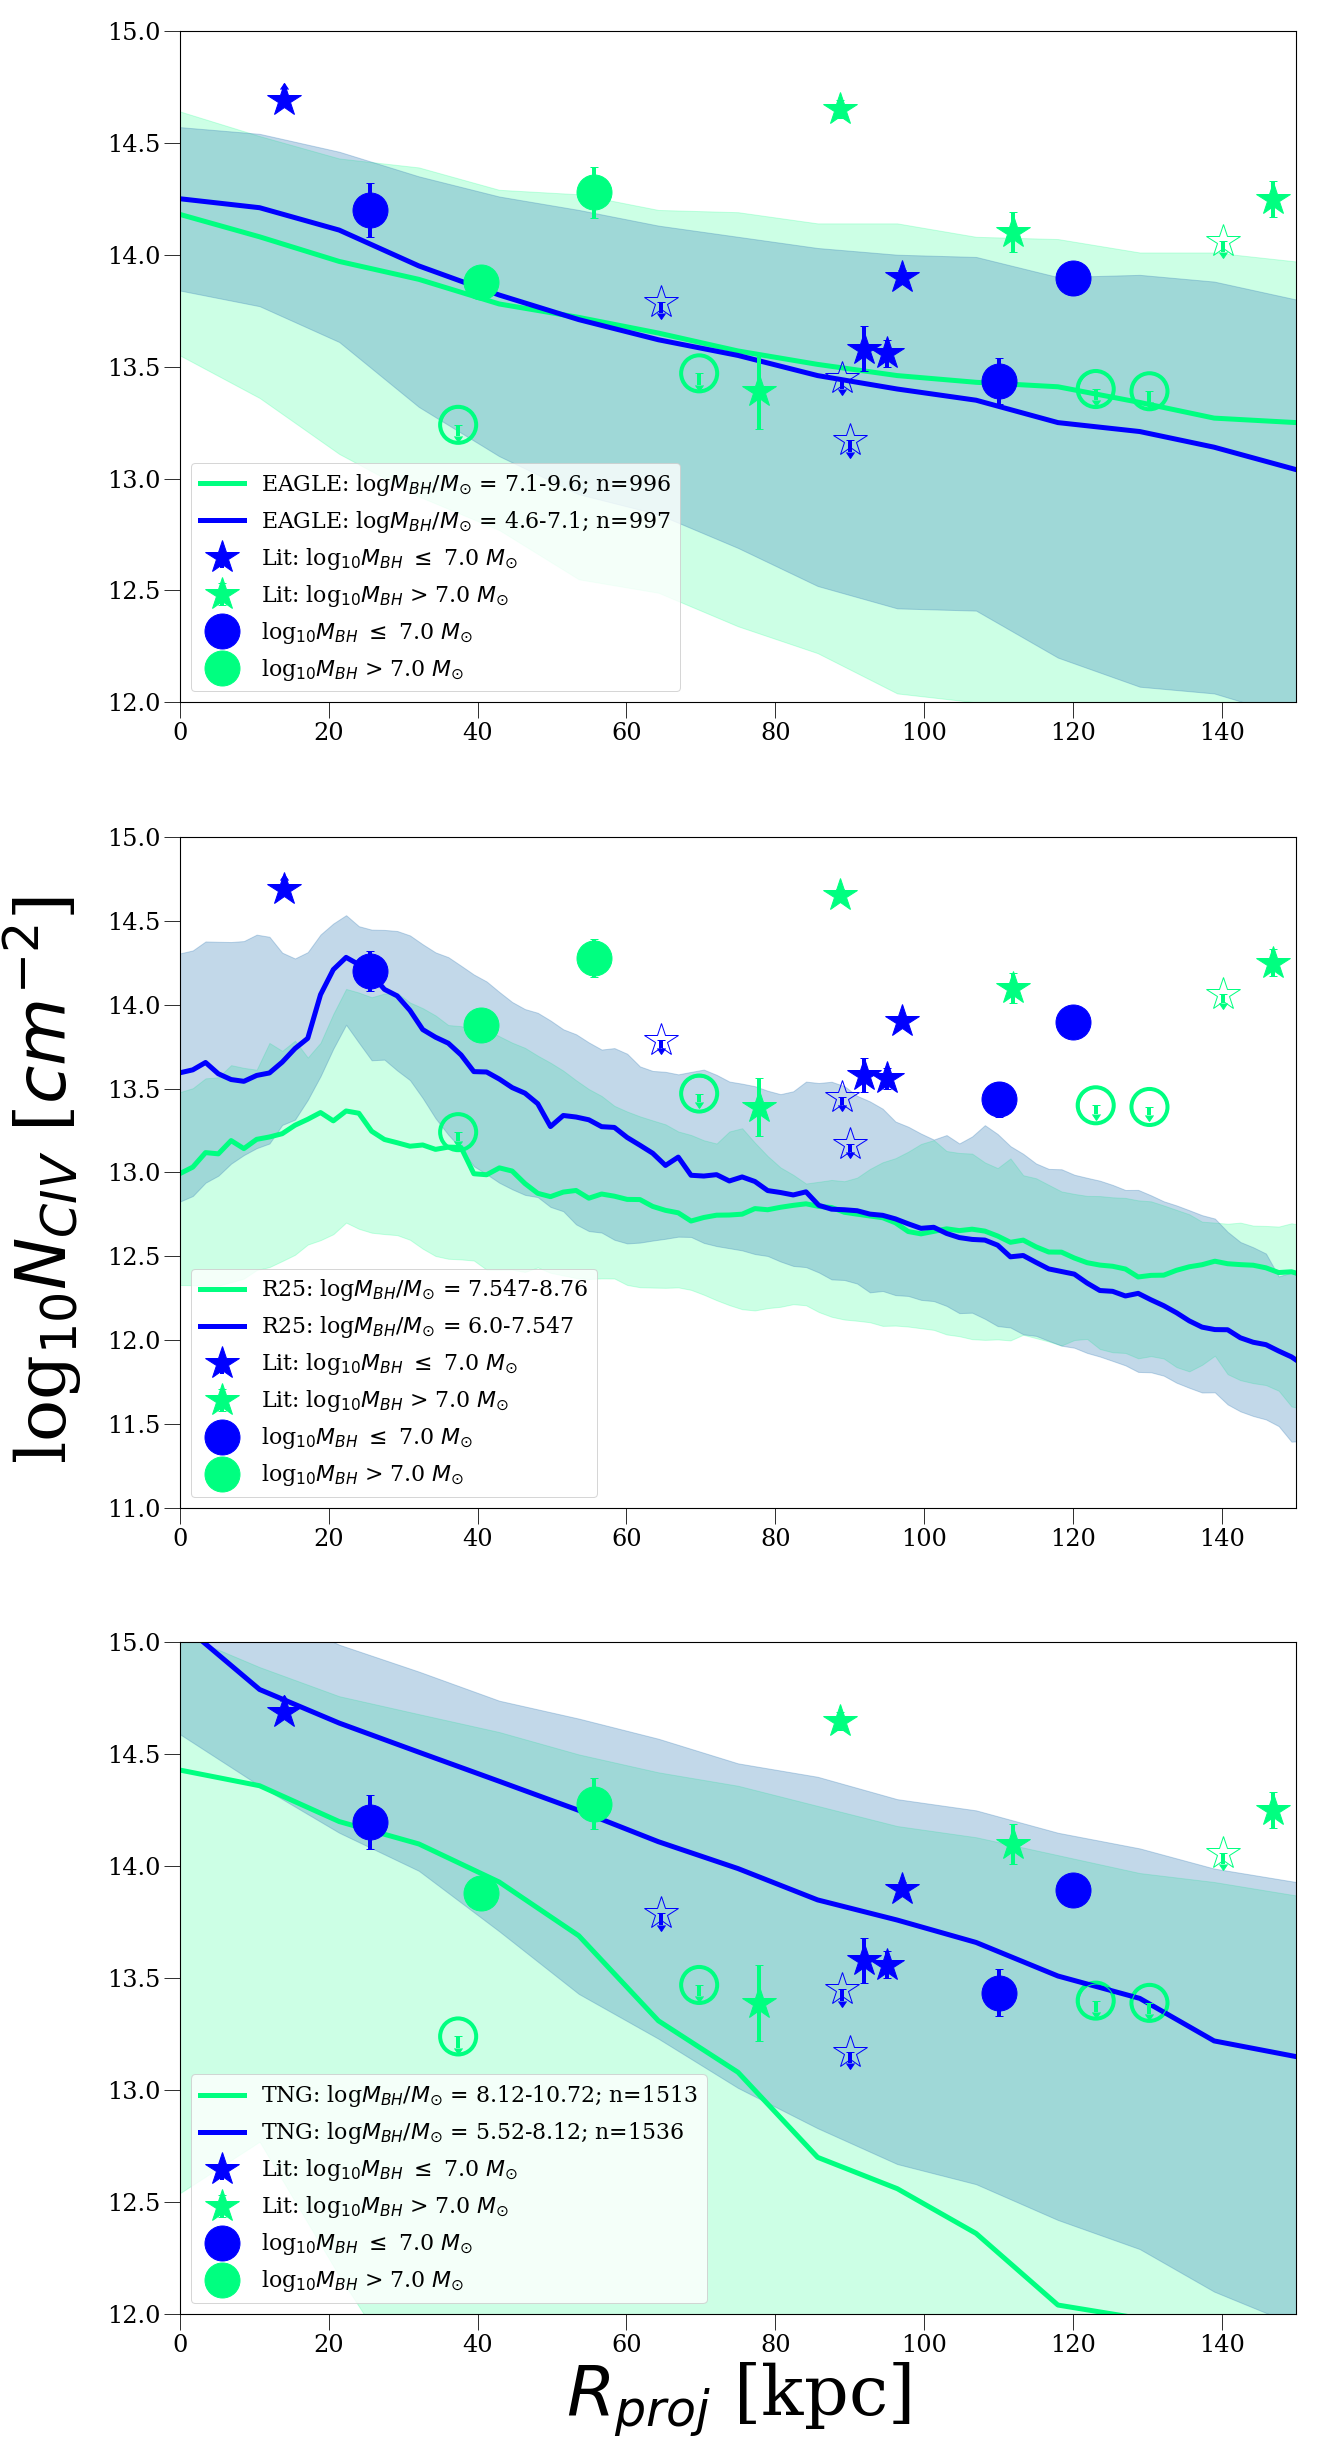 log₁₀N_CIV [cm⁻²]
15.0
14.5
14.0
13.5
13.0
12.5
12.0
EAGLE: logM_BH/M_⊙ = 7.1-9.6; n=996
EAGLE: logM_BH/M_⊙ = 4.6-7.1; n=997
Lit: log₁₀M_BH ≤ 7.0 M_⊙
Lit: log₁₀M_BH > 7.0 M_⊙
log₁₀M_BH ≤ 7.0 M_⊙
log₁₀M_BH > 7.0 M_⊙
0 20 40 60 80 100 120 140
15.0
14.5
14.0
13.5
13.0
12.5
12.0
11.5
11.0
R25: logM_BH/M_⊙ = 7.547-8.76
R25: logM_BH/M_⊙ = 6.0-7.547
Lit: log₁₀M_BH ≤ 7.0 M_⊙
Lit: log₁₀M_BH > 7.0 M_⊙
log₁₀M_BH ≤ 7.0 M_⊙
log₁₀M_BH > 7.0 M_⊙
0 20 40 60 80 100 120 140
15.0
14.5
14.0
13.5
13.0
12.5
12.0
TNG: logM_BH/M_⊙ = 8.12-10.72; n=1513
TNG: logM_BH/M_⊙ = 5.52-8.12; n=1536
Lit: log₁₀M_BH ≤ 7.0 M_⊙
Lit: log₁₀M_BH > 7.0 M_⊙
log₁₀M_BH ≤ 7.0 M_⊙
log₁₀M_BH > 7.0 M_⊙
0 20 40 60 80 100 120 140
R_proj [kpc]